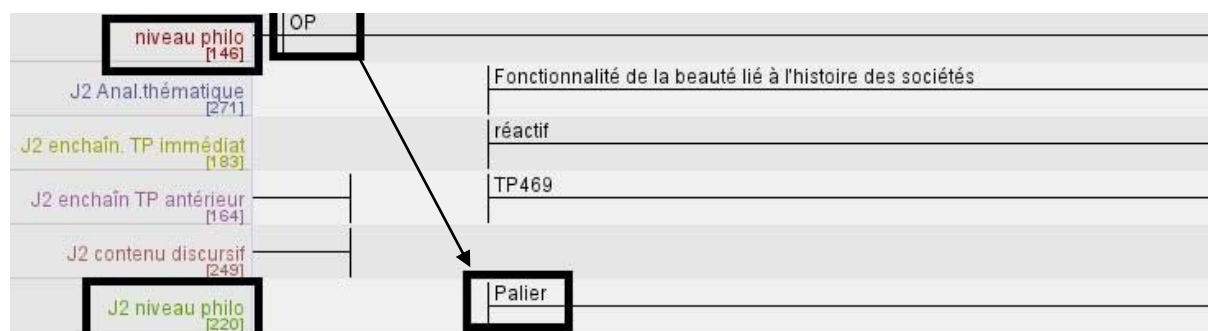 niveau philo
[146]
OP
J2 Anal.thématique
[271]
Fonctionnalité de la beauté lié à l'histoire des sociétés
J2 enchaîn. TP immédiat
[183]
réactif
J2 enchaîn TP antérieur
[164]
TP469
J2 contenu discursif
[249]
J2 niveau philo
[220]
Palier